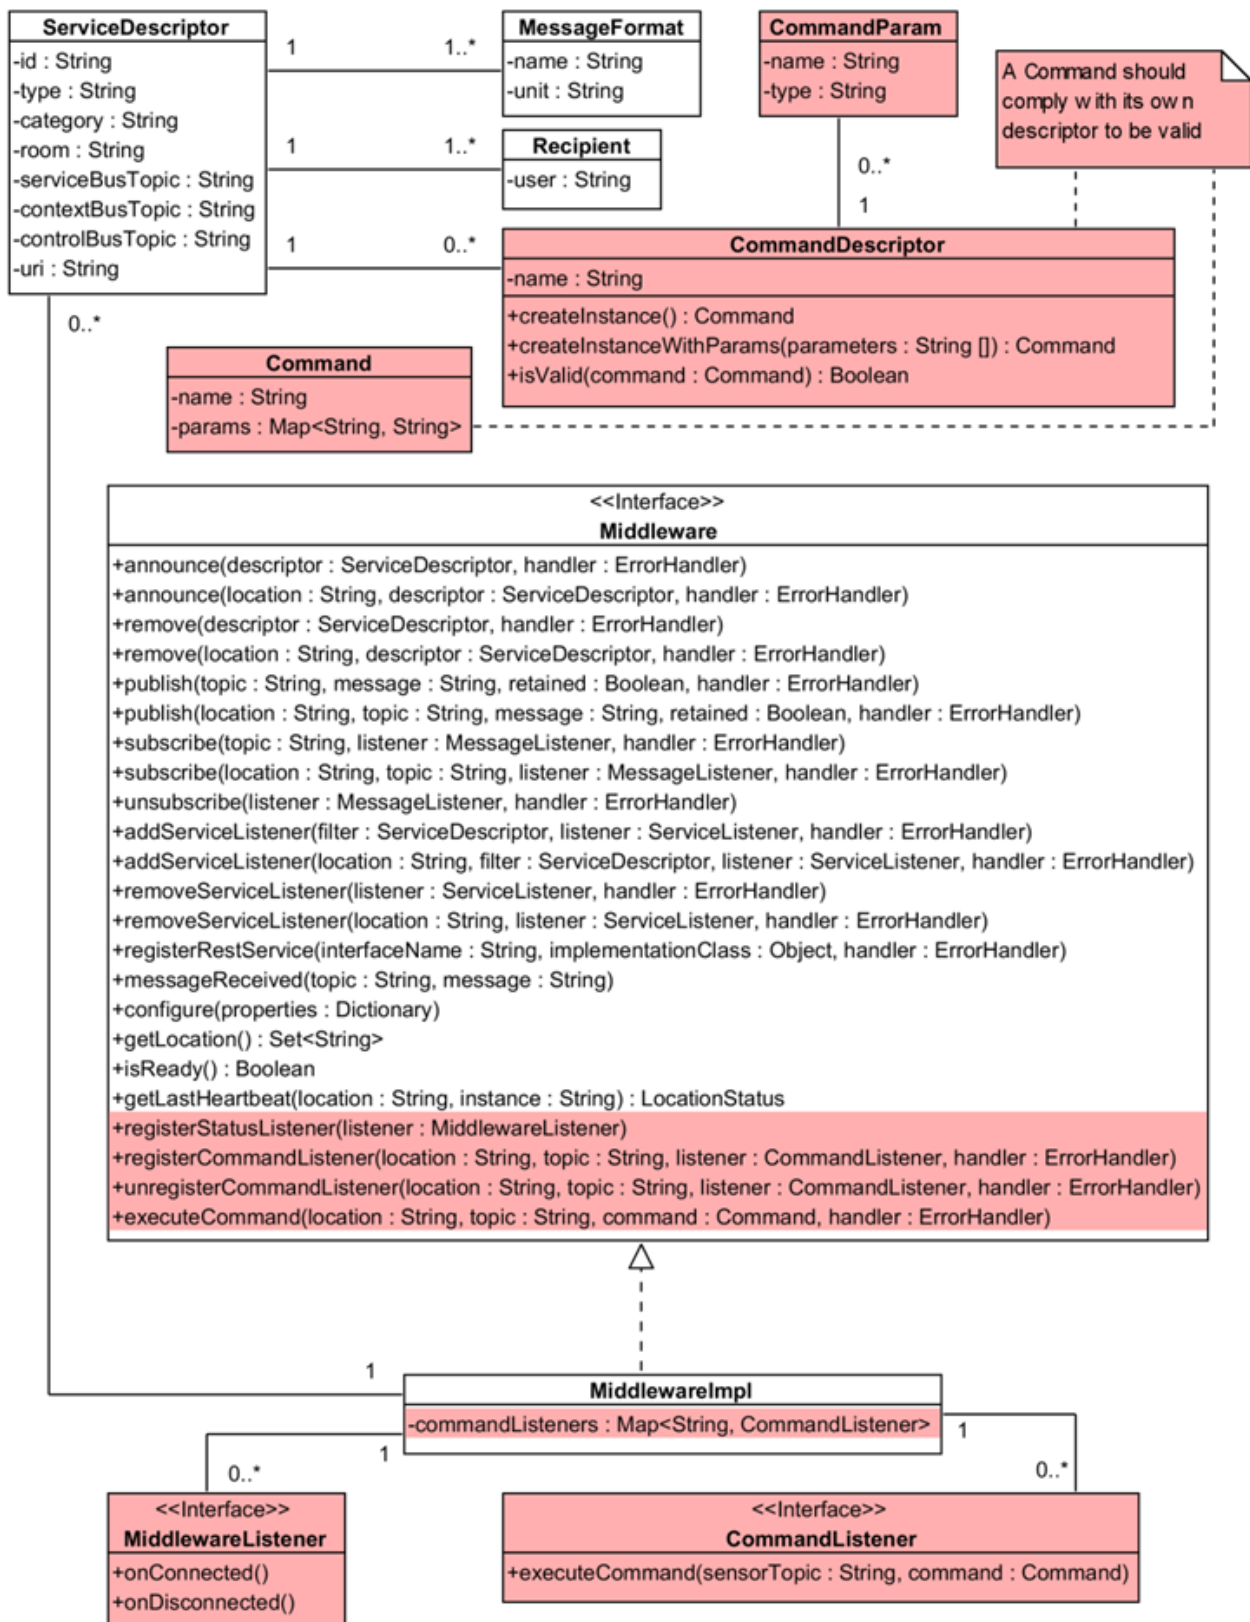 ServiceDescriptor
-id : String
-type : String
-category : String
-room : String
-serviceBusTopic : String
-contextBusTopic : String
-controlBusTopic : String
-uri : String
1
1..*
MessageFormat
-name : String
-unit : String
1
1..*
Recipient
-user : String
CommandParam
-name : String
-type : String
A Command should
comply with its own
descriptor to be valid
0..*
1
1
0..*
CommandDescriptor
-name : String
+createInstance() : Command
+createInstanceWithParams(parameters : String []) : Command
+isValid(command : Command) : Boolean
0..*
Command
-name : String
-params : Map<String, String>
<<Interface>>
Middleware
+announce(descriptor : ServiceDescriptor, handler : ErrorHandler)
+announce(location : String, descriptor : ServiceDescriptor, handler : ErrorHandler)
+remove(descriptor : ServiceDescriptor, handler : ErrorHandler)
+remove(location : String, descriptor : ServiceDescriptor, handler : ErrorHandler)
+publish(topic : String, message : String, retained : Boolean, handler : ErrorHandler)
+publish(location : String, topic : String, message : String, retained : Boolean, handler : ErrorHandler)
+subscribe(topic : String, listener : MessageListener, handler : ErrorHandler)
+subscribe(location : String, topic : String, listener : MessageListener, handler : ErrorHandler)
+unsubscribe(listener : MessageListener, handler : ErrorHandler)
+addServiceListener(filter : ServiceDescriptor, listener : ServiceListener, handler : ErrorHandler)
+addServiceListener(location : String, filter : ServiceDescriptor, listener : ServiceListener, handler : ErrorHandler)
+removeServiceListener(listener : ServiceListener, handler : ErrorHandler)
+removeServiceListener(location : String, listener : ServiceListener, handler : ErrorHandler)
+registerRestService(interfaceName : String, implementationClass : Object, handler : ErrorHandler)
+messageReceived(topic : String, message : String)
+configure(properties : Dictionary)
+getLocation() : Set<String>
+isReady() : Boolean
+getLastHeartbeat(location : String, instance : String) : LocationStatus
+registerStatusListener(listener : MiddlewareListener)
+registerCommandListener(location : String, topic : String, listener : CommandListener, handler : ErrorHandler)
+unregisterCommandListener(location : String, topic : String, listener : CommandListener, handler : ErrorHandler)
+executeCommand(location : String, topic : String, command : Command, handler : ErrorHandler)
1
MiddlewareImpl
-commandListeners : Map<String, CommandListener>
1
1
0..*
0..*
<<Interface>>
MiddlewareListener
+onConnected()
+onDisconnected()
<<Interface>>
CommandListener
+executeCommand(sensorTopic : String, command : Command)